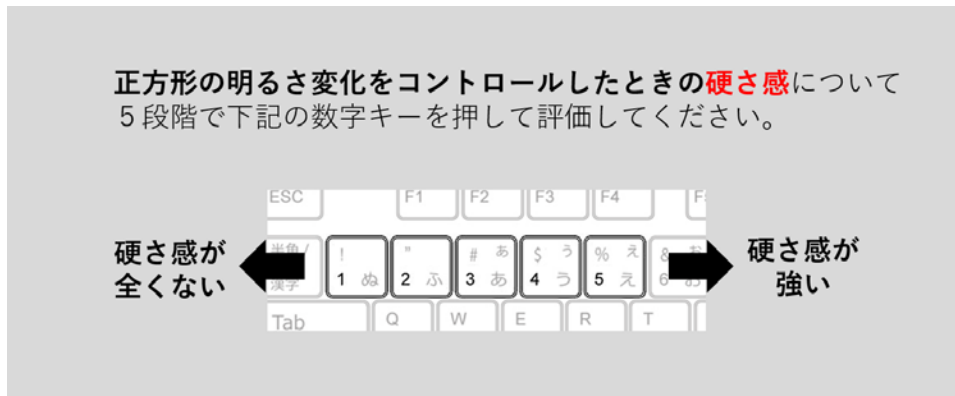 正方形の明るさ変化をコントロールしたときの硬さ感について
5段階で下記の数字キーを押して評価してください。
ESC F1 F2 F3 F4 F
硬さ感が
全くない
半角/
漢字
! 1 ぬ
" 2 ふ
# あ 3 あ
$ う 4 う
% え 5 え
& お 6 お
硬さ感が
強い
Tab Q W E R T